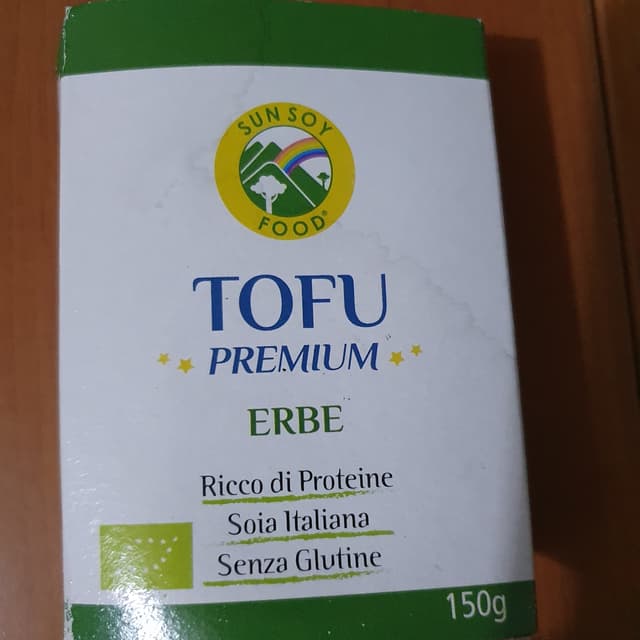 SUN SOY
FOOD®
TOFU
PREMIUM
ERBE
Ricco di Proteine
Soia Italiana
Senza Glutine
150g